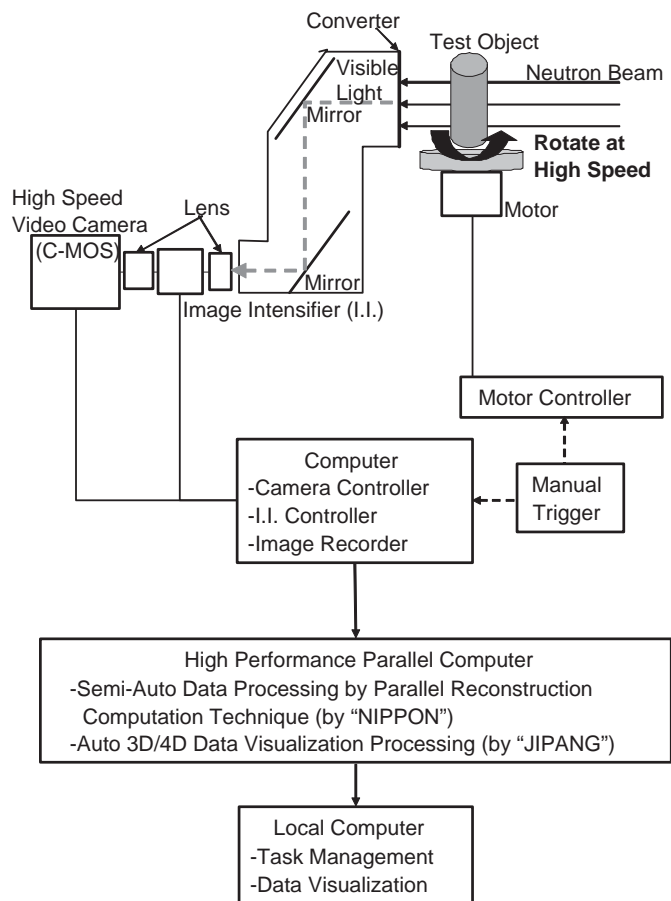 Converter
Test Object
Visible
Light
Mirror
Neutron Beam
Rotate at
High Speed
Motor
High Speed
Video Camera
(C-MOS)
Lens
Mirror
Image Intensifier (I.I.)
Motor Controller
Computer
-Camera Controller
-I.I. Controller
-Image Recorder
Manual
Trigger
High Performance Parallel Computer
-Semi-Auto Data Processing by Parallel Reconstruction
Computation Technique (by “NIPPON”)
-Auto 3D/4D Data Visualization Processing (by “JIPANG”)
Local Computer
-Task Management
-Data Visualization